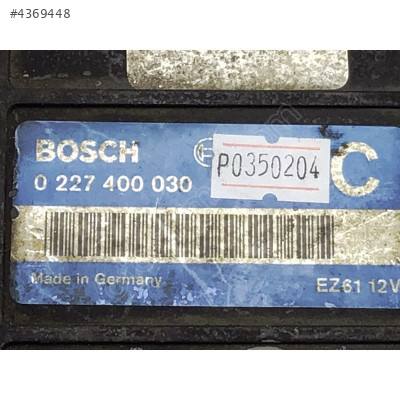 #4369448
BOSCH
P0350204
C
0 227 400 030
Made in Germany
EZ61 12V